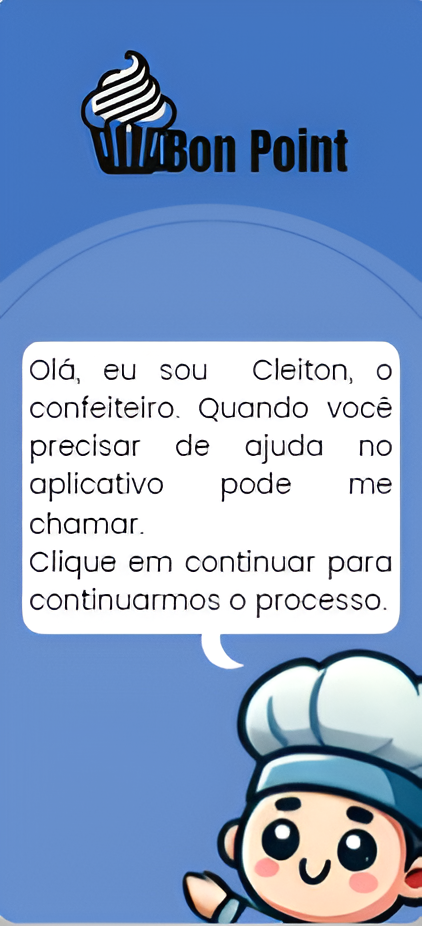 Bon Point
Olá, eu sou Cleiton, o
confeiteiro. Quando você
precisar de ajuda no
aplicativo pode me
chamar.
Clique em continuar para
continuarmos o processo.